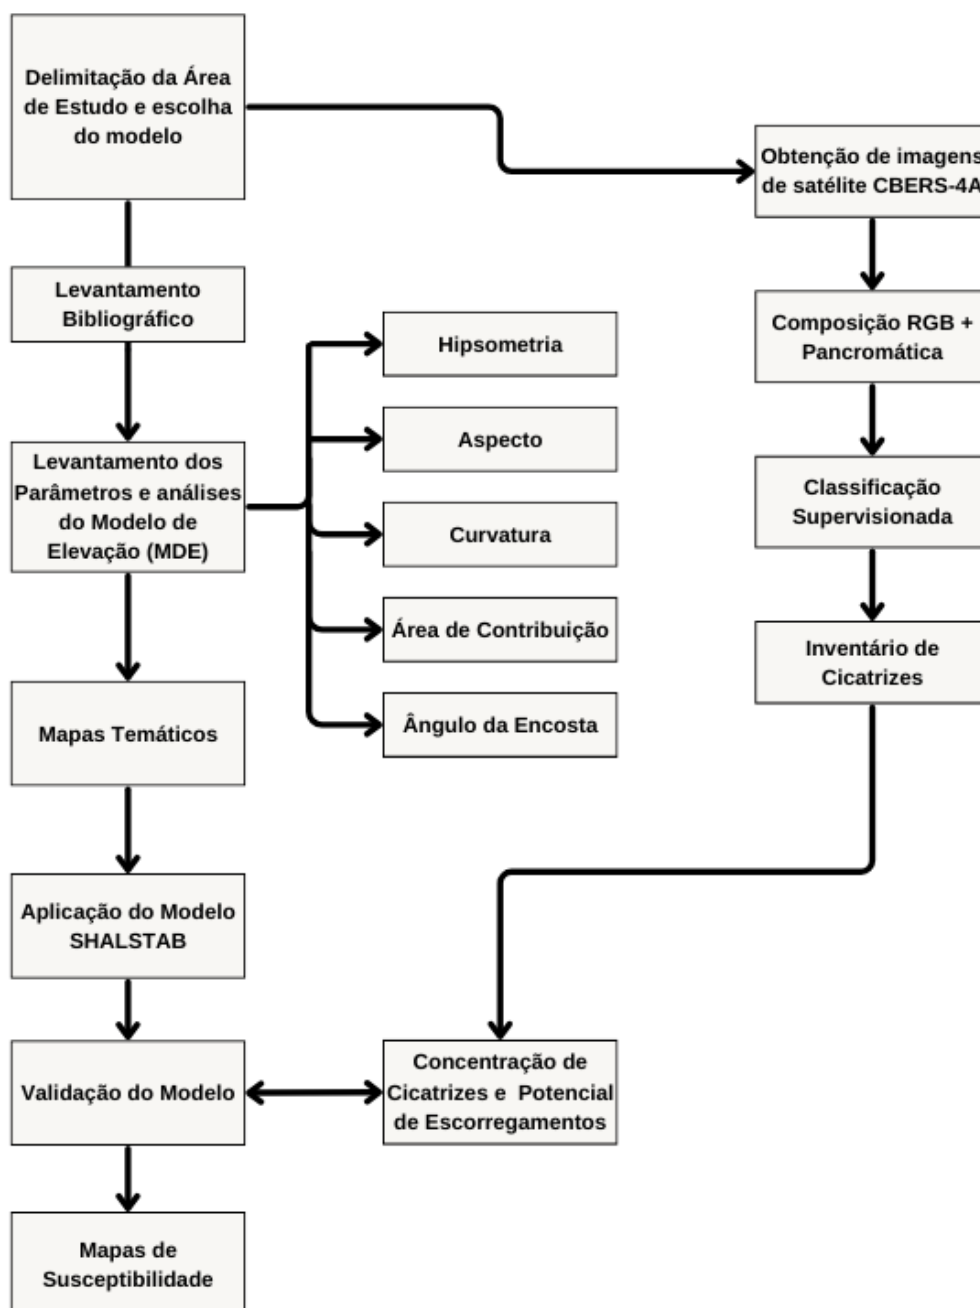 Delimitação da Área
de Estudo e escolha
do modelo
Obtenção de imagens
de satélite CBERS-4A
Levantamento
Bibliográfico
Composição RGB +
Pancromática
Hipsometria
Aspecto
Levantamento dos
Parâmetros e análises
do Modelo de
Elevação (MDE)
Classificação
Supervisionada
Curvatura
Área de Contribuição
Inventário de
Cicatrizes
Ângulo da Encosta
Mapas Temáticos
Aplicação do Modelo
SHALSTAB
Validação do Modelo
Concentração de
Cicatrizes e Potencial
de Escorregamentos
Mapas de
Susceptibilidade